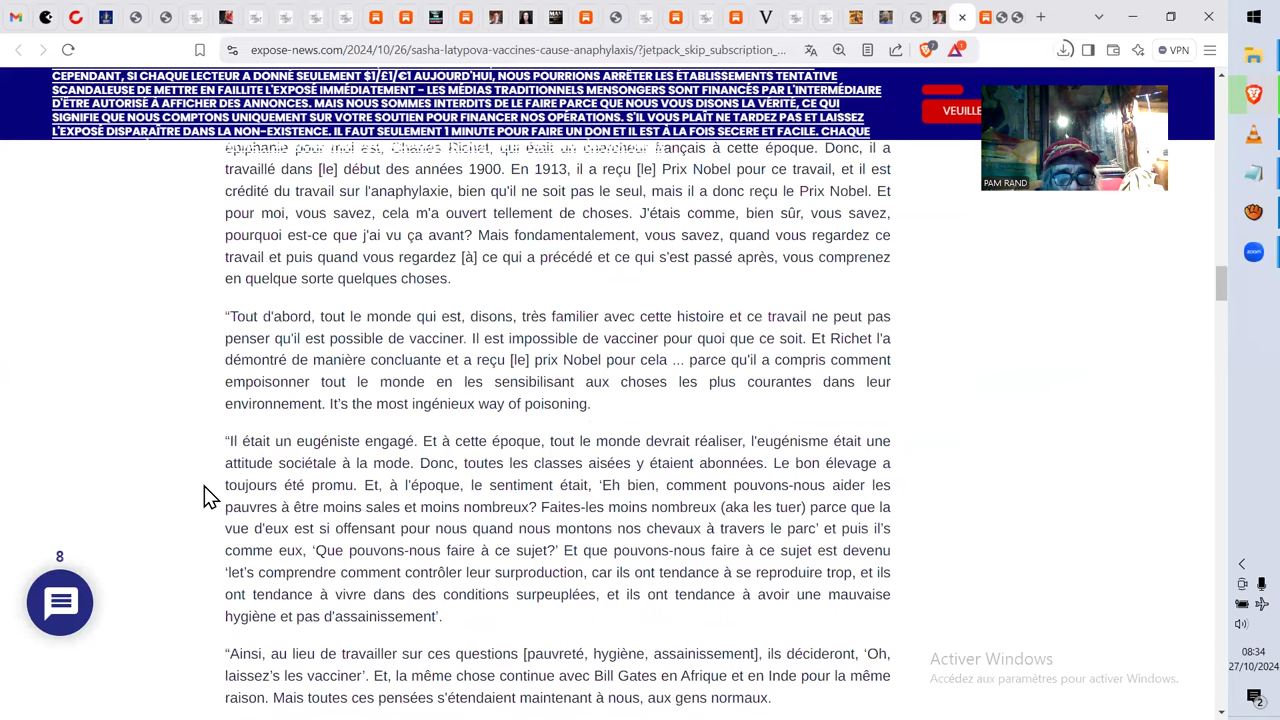 expose-news.com/2024/10/26/sasha-latypova-vaccines-cause-anaphylaxis/?jetpack_skip_subscription_...
VPN
CEPENDANT, SI CHAQUE LECTEUR A DONNÉ SEULEMENT $1/£1/€1 AUJOURD'HUI, NOUS POURRIONS ARRÊTER LES ÉTABLISSEMENTS TENTATIVE
SCANDALEUSE DE METTRE EN FAILLITE L'EXPOSÉ IMMÉDIATEMENT - LES MÉDIAS TRADITIONNELS MENSONGERS SONT FINANCÉS PAR L'INTERMÉDIAIRE
D'ÊTRE AUTORISÉ À AFFICHER DES ANNONCES. MAIS NOUS SOMMES INTERDITS DE LE FAIRE PARCE QUE NOUS VOUS DISONS LA VÉRITÉ, CE QUI
SIGNIFIE QUE NOUS COMPTONS UNIQUEMENT SUR VOTRE SOUTIEN POUR FINANCER NOS OPÉRATIONS. S'IL VOUS PLAÎT NE TARDEZ PAS ET LAISSEZ
L'EXPOSÉ DISPARAÎTRE DANS LA NON-EXISTENCE. IL FAUT SEULEMENT 1 MINUTE POUR FAIRE UN DON ET IL EST À LA FOIS SECERE ET FACILE. CHAQUE
VEUILLE
PAM RAND
français à cette époque. Donc, il a
travaillé dans [le] début des années 1900. En 1913, il a reçu [le] Prix Nobel pour ce travail, et il est
crédité du travail sur l'anaphylaxie, bien qu'il ne soit pas le seul, mais il a donc reçu le Prix Nobel. Et
pour moi, vous savez, cela m'a ouvert tellement de choses. J'étais comme, bien sûr, vous savez,
pourquoi est-ce que j'ai vu ça avant? Mais fondamentalement, vous savez, quand vous regardez ce
travail et puis quand vous regardez [à] ce qui a précédé et ce qui s'est passé après, vous comprenez
en quelque sorte quelques choses.
“Tout d'abord, tout le monde qui est, disons, très familier avec cette histoire et ce travail ne peut pas
penser qu'il est possible de vacciner. Il est impossible de vacciner pour quoi que ce soit. Et Richet l'a
démontré de manière concluante et a reçu [le] prix Nobel pour cela ... parce qu'il a compris comment
empoisonner tout le monde en les sensibilisant aux choses les plus courantes dans leur
environnement. It’s the most ingénieux way of poisoning.
“Il était un eugéniste engagé. Et à cette époque, tout le monde devrait réaliser, l'eugénisme était une
attitude sociétale à la mode. Donc, toutes les classes aisées y étaient abonnées. Le bon élevage a
toujours été promu. Et, à l'époque, le sentiment était, ‘Eh bien, comment pouvons-nous aider les
pauvres à être moins sales et moins nombreux? Faites-les moins nombreux (aka les tuer) parce que la
vue d'eux est si offensant pour nous quand nous montons nos chevaux à travers le parc’ et puis il’s
comme eux, ‘Que pouvons-nous faire à ce sujet?’ Et que pouvons-nous faire à ce sujet est devenu
‘let’s comprendre comment contrôler leur surproduction, car ils ont tendance à se reproduire trop, et ils
ont tendance à vivre dans des conditions surpeuplées, et ils ont tendance à avoir une mauvaise
hygiène et pas d'assainissement’.
“Ainsi, au lieu de travailler sur ces questions [pauvreté, hygiène, assainissement], ils décideront, ‘Oh,
laissez’s les vacciner’. Et, la même chose continue avec Bill Gates en Afrique et en Inde pour la même
raison. Mais toutes ces pensées s'étendaient maintenant à nous, aux gens normaux.
8
Activer Windows
Accédez aux paramètres pour activer Windows.
zoom
08:34
27/10/2024
2